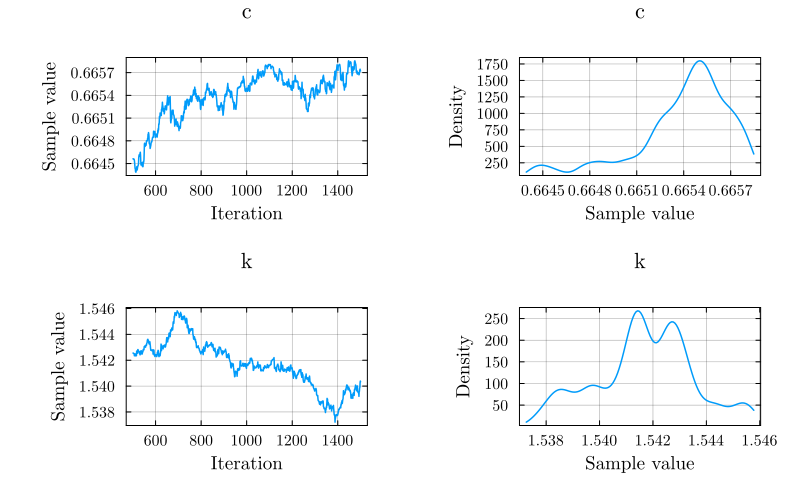 c
c
Sample value
0.6657
0.6654
0.6651
0.6648
0.6645
600 800 1000 1200 1400
Iteration
Density
1750
1500
1250
1000
750
500
250
0.6645 0.6648 0.6651 0.6654 0.6657
Sample value
k
k
Sample value
1.546
1.544
1.542
1.540
1.538
600 800 1000 1200 1400
Iteration
Density
250
200
150
100
50
1.538 1.540 1.542 1.544 1.546
Sample value